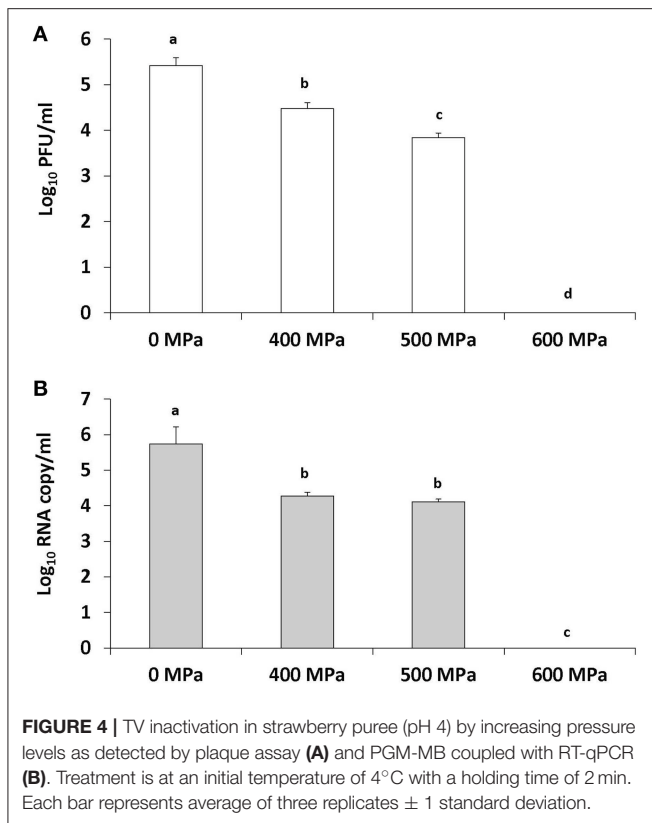 A
Log10 PFU/ml
6
5
4
3
2
1
0
a
b
c
d
0 MPa 400 MPa 500 MPa 600 MPa
B
Log10 RNA copy/ml
7
6
5
4
3
2
1
0
a
b
b
c
0 MPa 400 MPa 500 MPa 600 MPa
FIGURE 4 | TV inactivation in strawberry puree (pH 4) by increasing pressure
levels as detected by plaque assay (A) and PGM-MB coupled with RT-qPCR
(B). Treatment is at an initial temperature of 4°C with a holding time of 2 min.
Each bar represents average of three replicates ± 1 standard deviation.